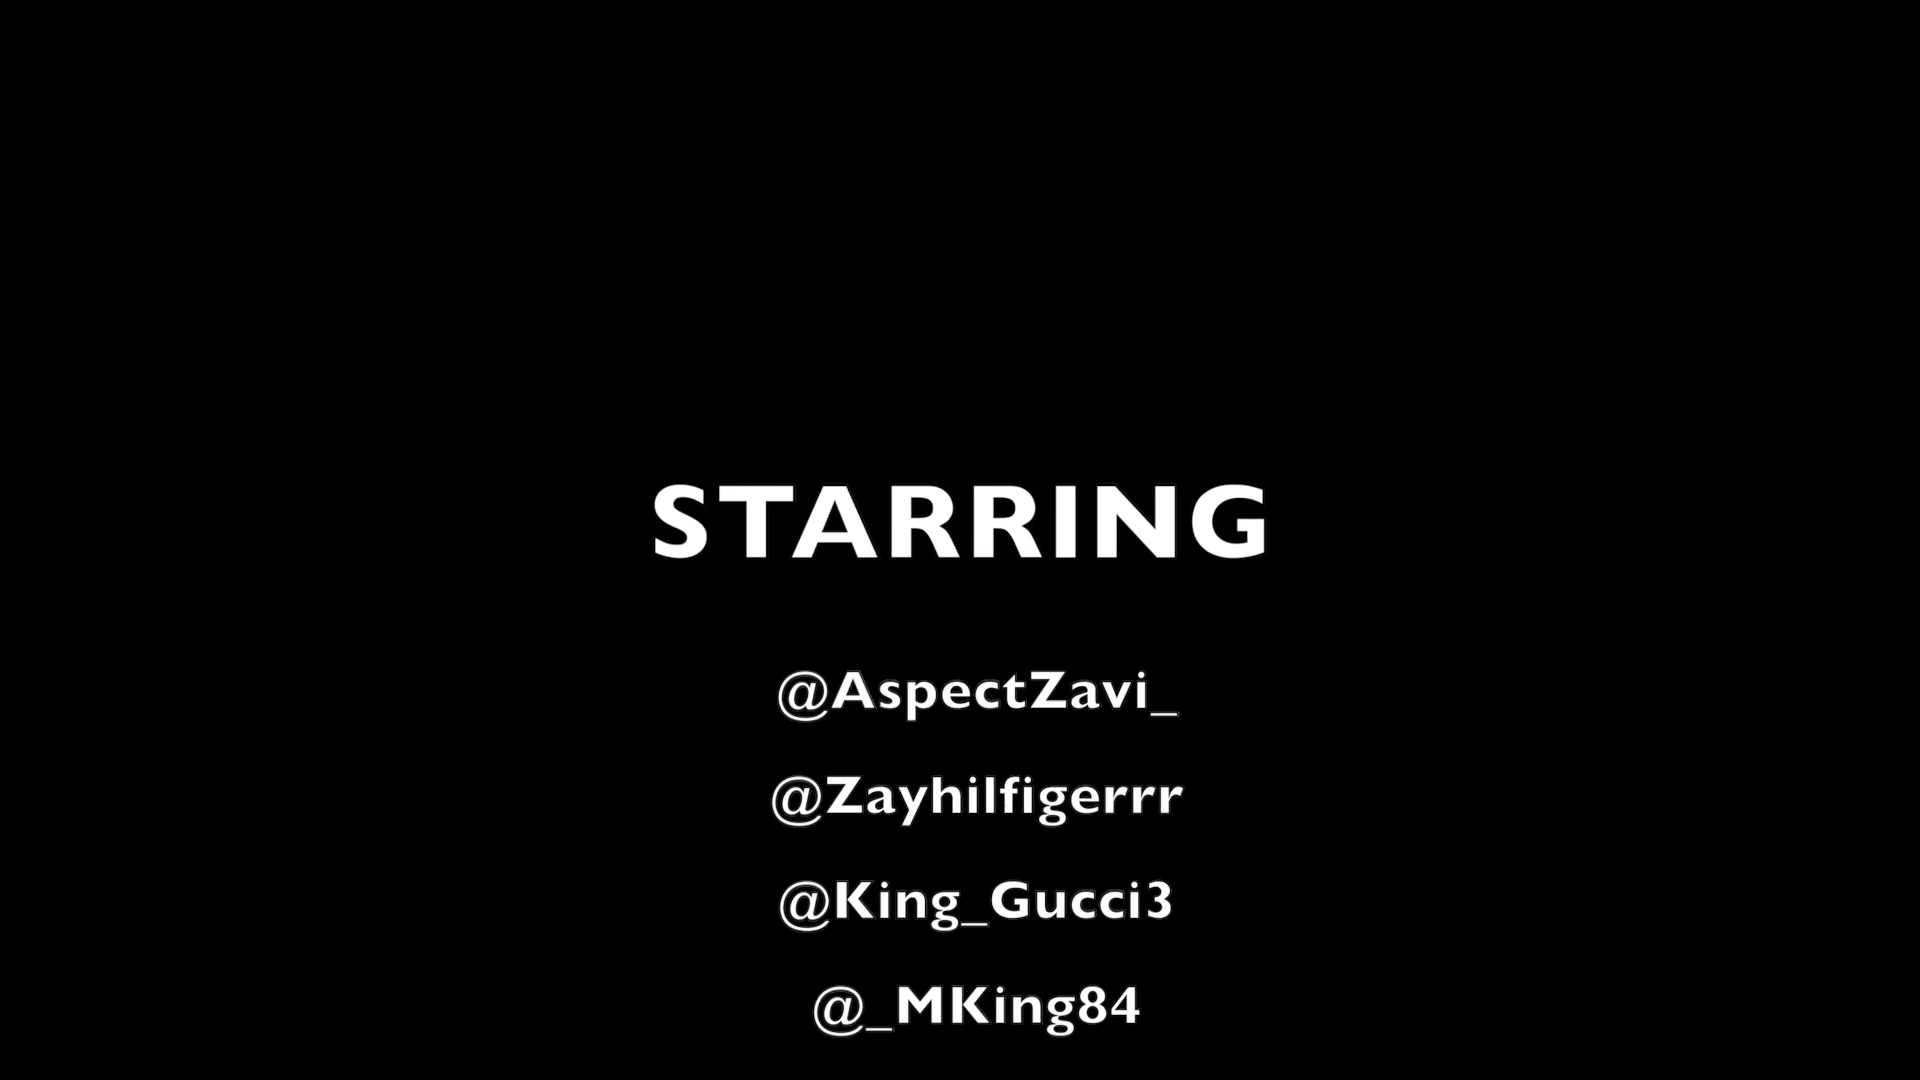 STARRING
@AspectZavi_
@Zayhilfigerrr
@King_Gucci3
@_MKing84